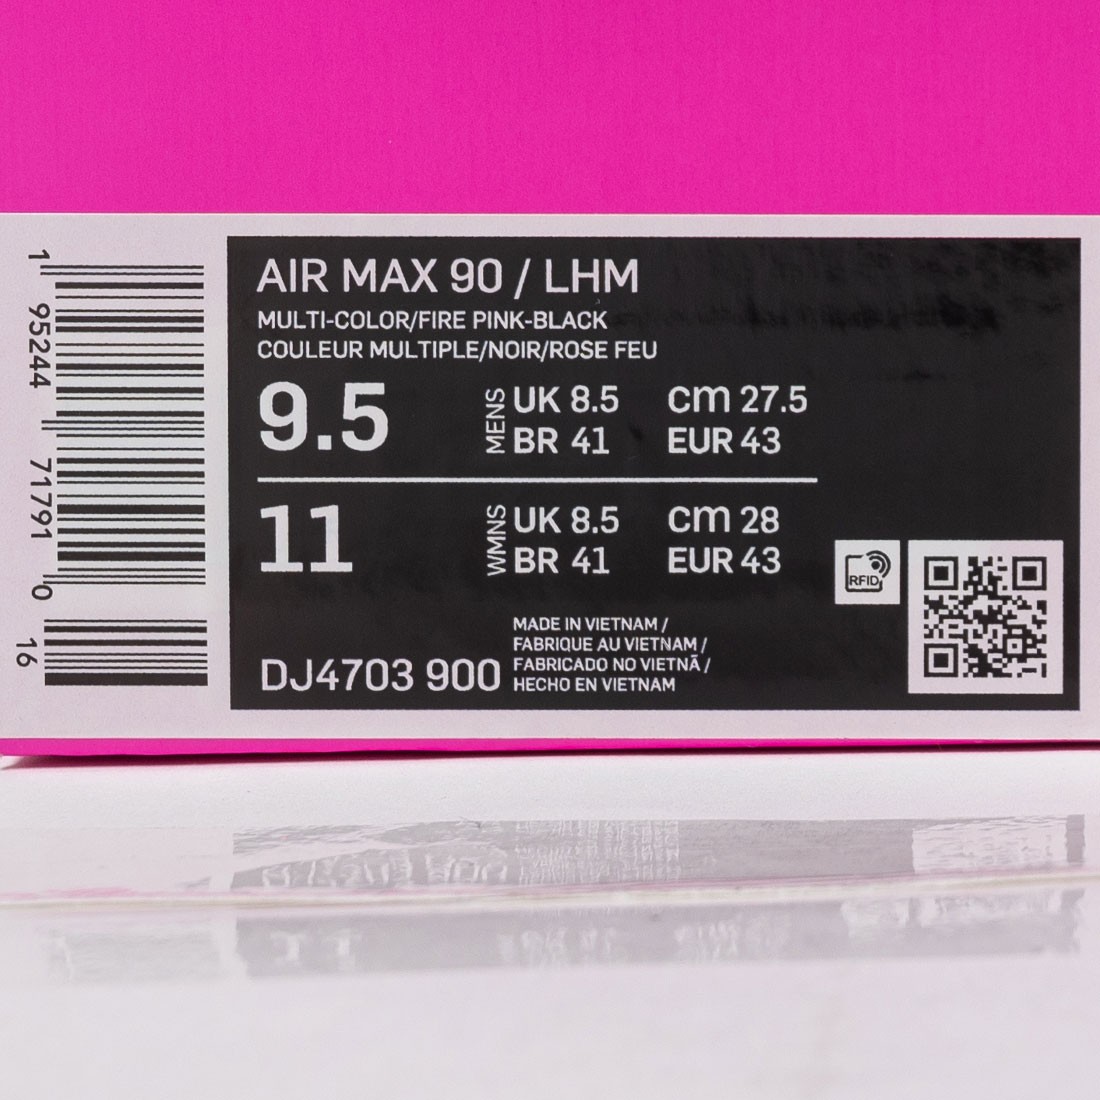 1 95244 71791 0 16
AIR MAX 90 / LHM
MULTI-COLOR/FIRE PINK-BLACK
COULEUR MULTIPLE/NOIR/ROSE FEU
9.5 MENS UK 8.5 cm 27.5
BR 41 EUR 43
11 WMNS UK 8.5 cm 28
BR 41 EUR 43
RFID
MADE IN VIETNAM /
FABRIQUE AU VIETNAM /
FABRICADO NO VIETNÃ /
HECHO EN VIETNAM
DJ4703 900